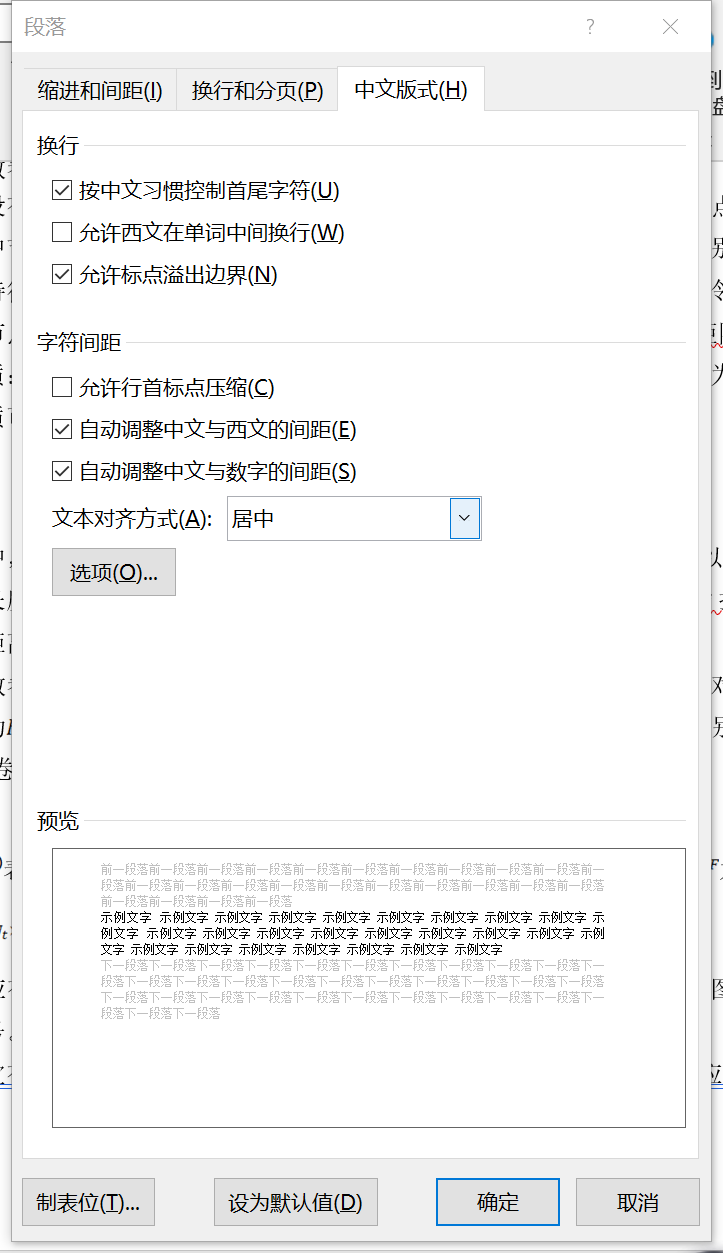 段落
缩进和间距(I)
换行和分页(P)
中文版式(H)
换行
按中文习惯控制首尾字符(U)
允许西文在单词中间换行(W)
允许标点溢出边界(N)
字符间距
允许行首标点压缩(C)
自动调整中文与西文的间距(E)
自动调整中文与数字的间距(S)
文本对齐方式(A): 居中
选项(O)...
预览
前一段落前一段落前一段落前一段落前一段落前一段落前一段落前一段落前一段落前一段落前一
段落前一段落前一段落前一段落前一段落前一段落前一段落前一段落前一段落前一段落前一段落
前一段落前一段落前一段落前一段落
示例文字 示例文字 示例文字 示例文字 示例文字 示例文字 示例文字 示例文字 示例文字 示
例文字 示例文字 示例文字 示例文字 示例文字 示例文字 示例文字 示例文字 示例文字 示例
文字 示例文字 示例文字 示例文字 示例文字 示例文字 示例文字 示例文字
下一段落下一段落下一段落下一段落下一段落下一段落下一段落下一段落下一段落下一段落下一
段落下一段落下一段落下一段落下一段落下一段落下一段落下一段落下一段落下一段落下一段落
下一段落下一段落下一段落下一段落下一段落下一段落下一段落下一段落下一段落下一段落下一
段落下一段落下一段落
制表位(T)...
设为默认值(D)
确定
取消